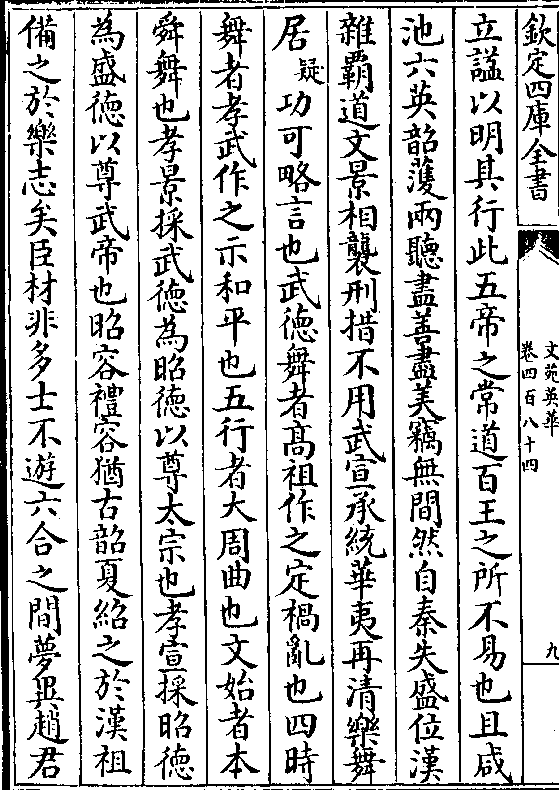 欽定四庫全書
文苑英華
卷四百八十四
九
立諡以明其行此五帝之常道百王之所不易也且咸
池六英韶濩兩聽盡善盡美竊無間然自秦失盛位漢
雜覇道文景相襲刑措不用武宣承統華夷再清樂舞
居疑功可略言也武德舞者髙祖作之定禍亂也四時
舞者孝武作之示和平也五行者大周曲也文始者本
舜舞也孝景採武德為昭德以尊太宗也孝宣採昭德
為盛德以尊武帝也昭容禮容猶古韶夏紹之於漢祖
備之於樂志矣臣材非多士不遊六合之間夢異趙君